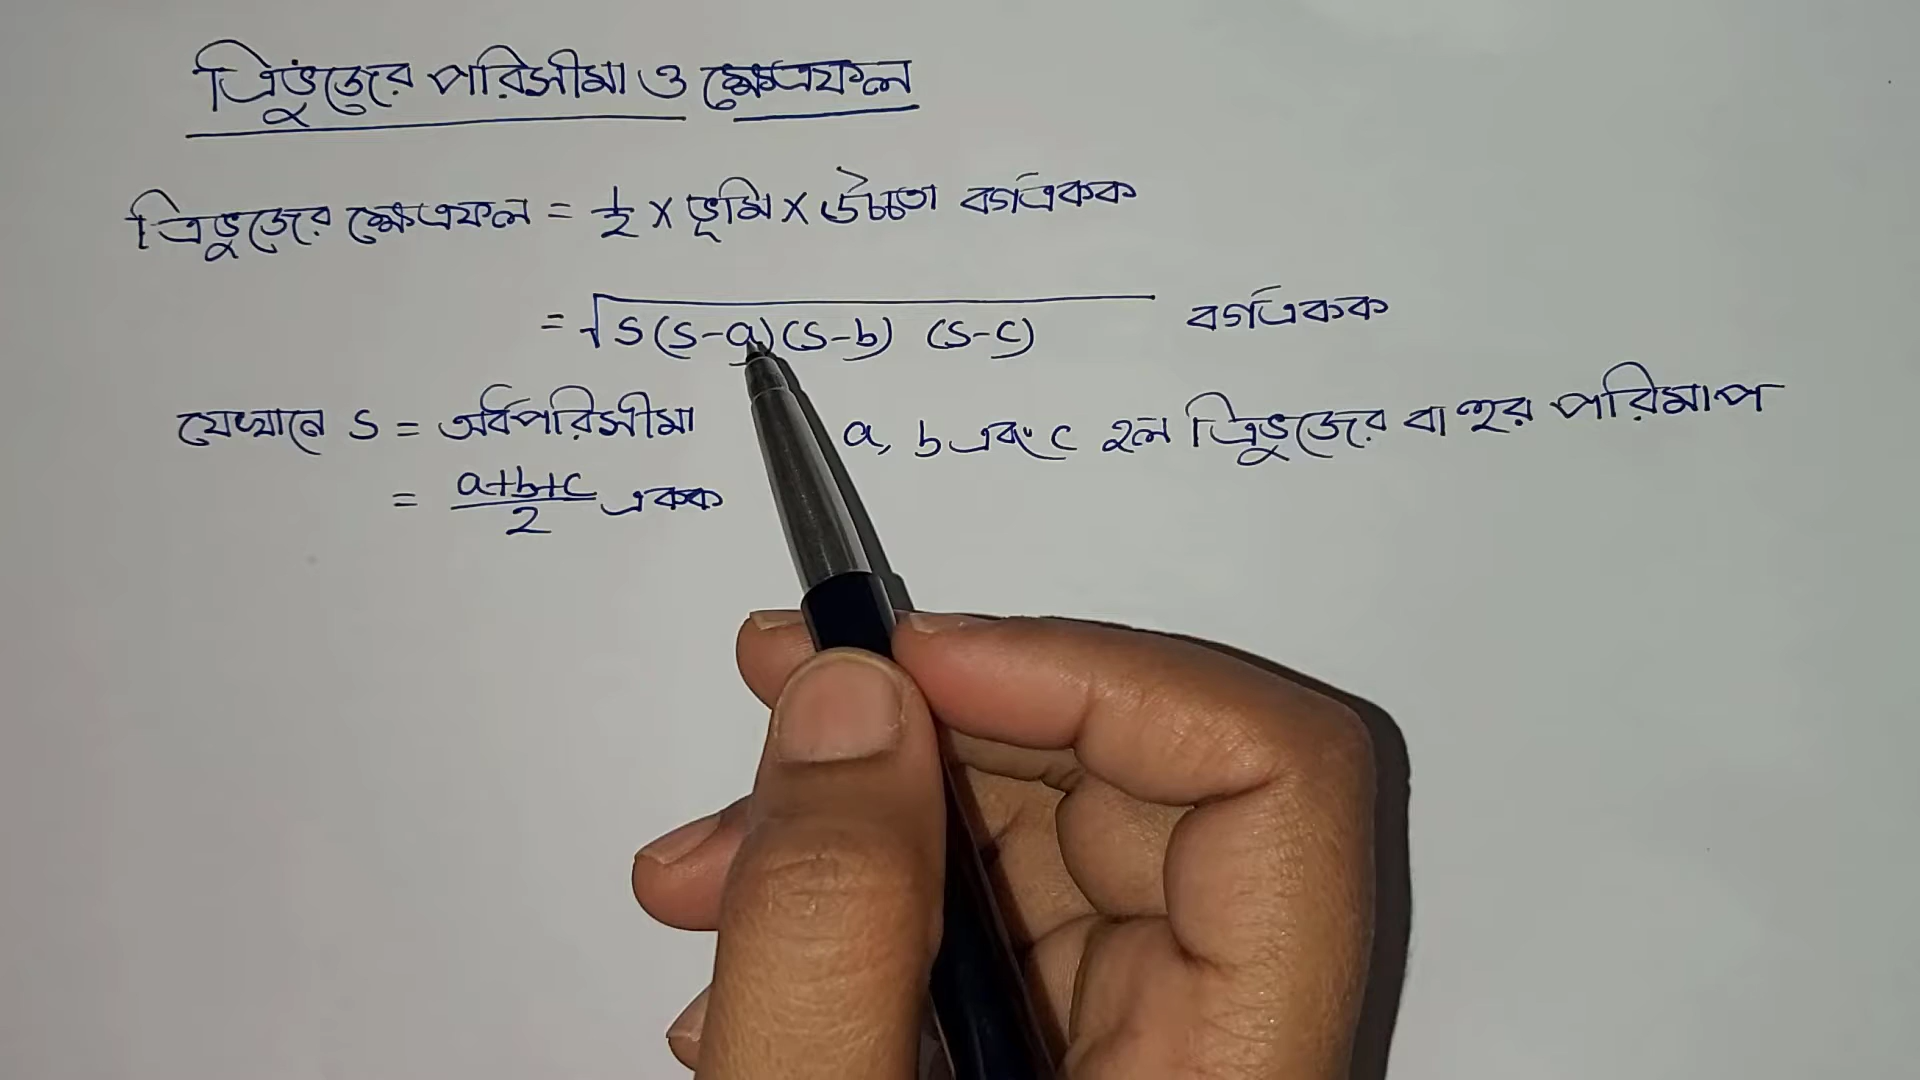 ত্রিভুজের পরিসীমা ও ক্ষেত্রফল
ত্রিভুজের ক্ষেত্রফল = 1/2 × ভূমি × উচ্চতা বর্গএকক
= √S(S-a)(S-b) (S-c) বর্গএকক
যেখানে S = অর্ধপরিসীমা a, b এবং c হল ত্রিভুজের বাহুর পরিমাপ
= a+b+c/2 একক